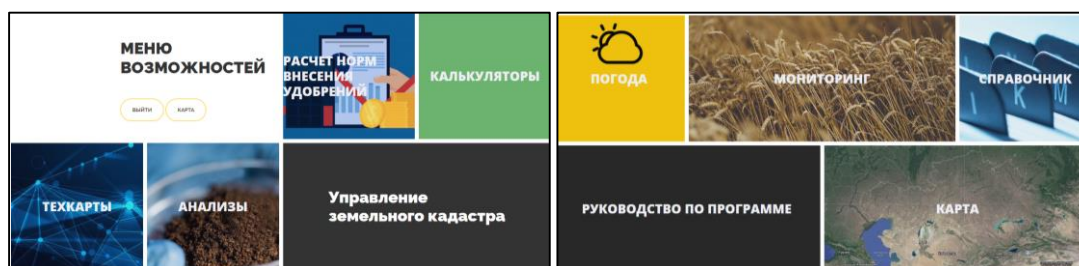 МЕНЮ
ВОЗМОЖНОСТЕЙ
ВЫЙТИ
КАРТА
РАСЧЕТ НОРМ
ВНЕСЕНИЯ
УДОБРЕНИЙ
КАЛЬКУЛЯТОРЫ
ТЕХКАРТЫ
АНАЛИЗЫ
Управление
земельного кадастра
ПОГОДА
МОНИТОРИНГ
СПРАВОЧНИК
I
K
M
РУКОВОДСТВО ПО ПРОГРАММЕ
КАРТА